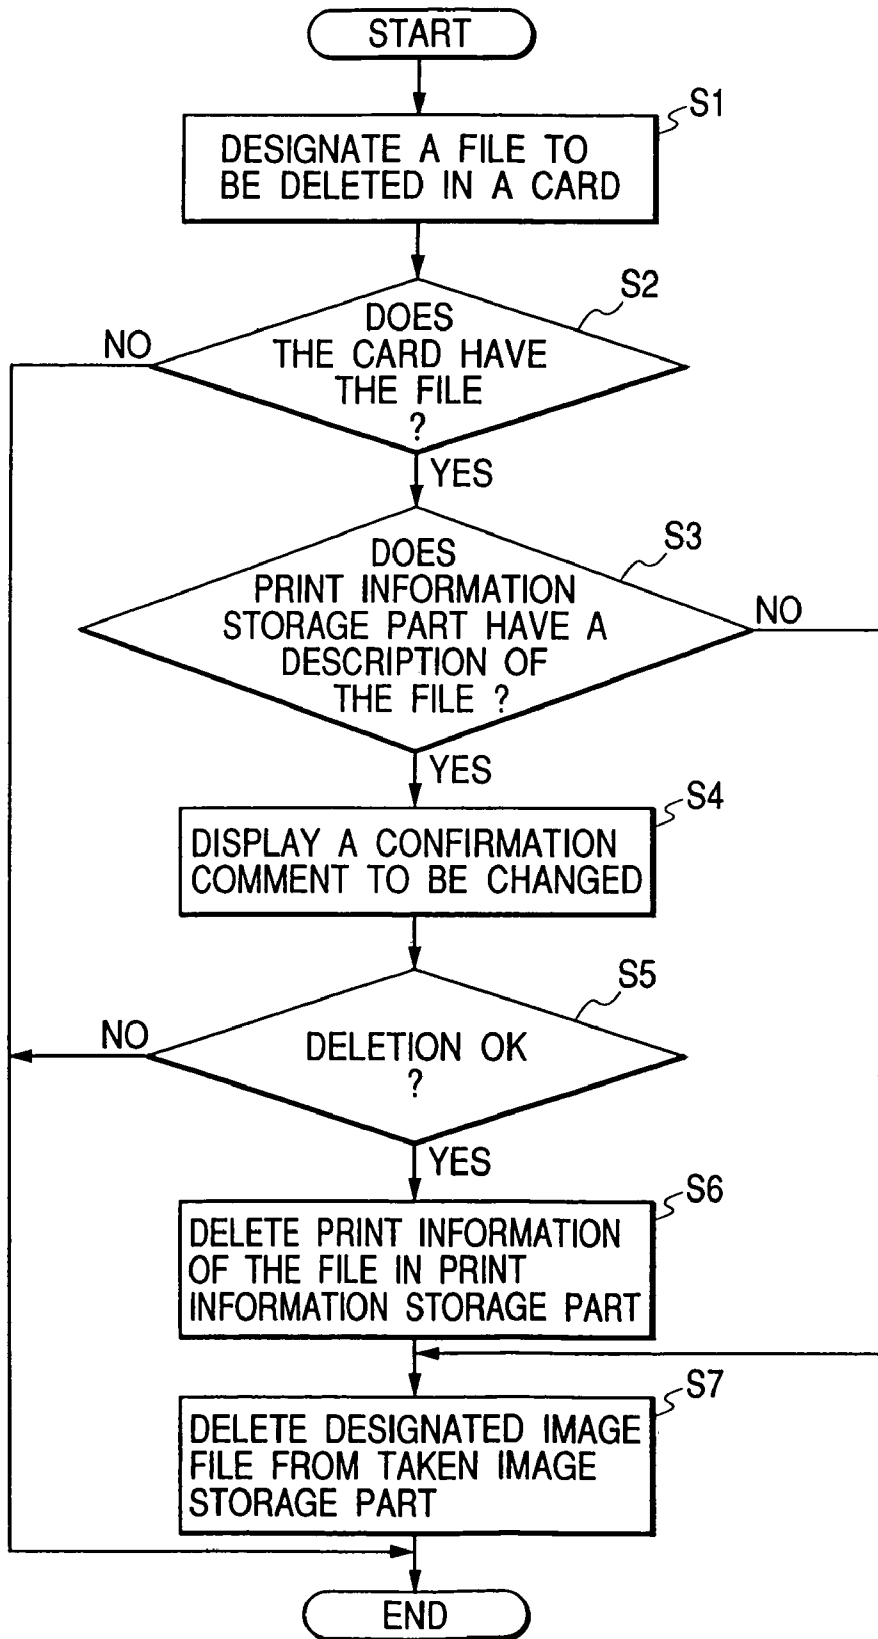 START
S1
DESIGNATE A FILE TO
BE DELETED IN A CARD
S2
NO
DOES
THE CARD HAVE
THE FILE
?
YES
S3
DOES
PRINT INFORMATION
STORAGE PART HAVE A
DESCRIPTION OF
THE FILE ?
NO
YES
S4
DISPLAY A CONFIRMATION
COMMENT TO BE CHANGED
S5
NO
DELETION OK
?
YES
S6
DELETE PRINT INFORMATION
OF THE FILE IN PRINT
INFORMATION STORAGE PART
S7
DELETE DESIGNATED IMAGE
FILE FROM TAKEN IMAGE
STORAGE PART
END